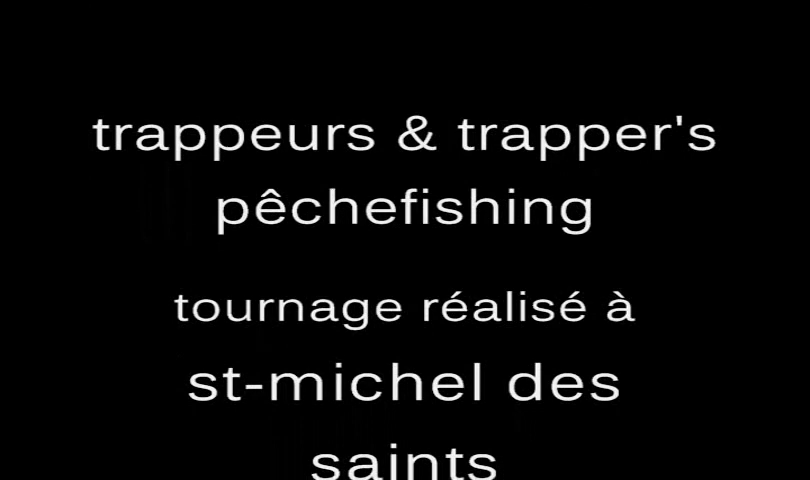 trappeurs & trapper's
pêchefishing
tournage réalisé à
st-michel des
saints